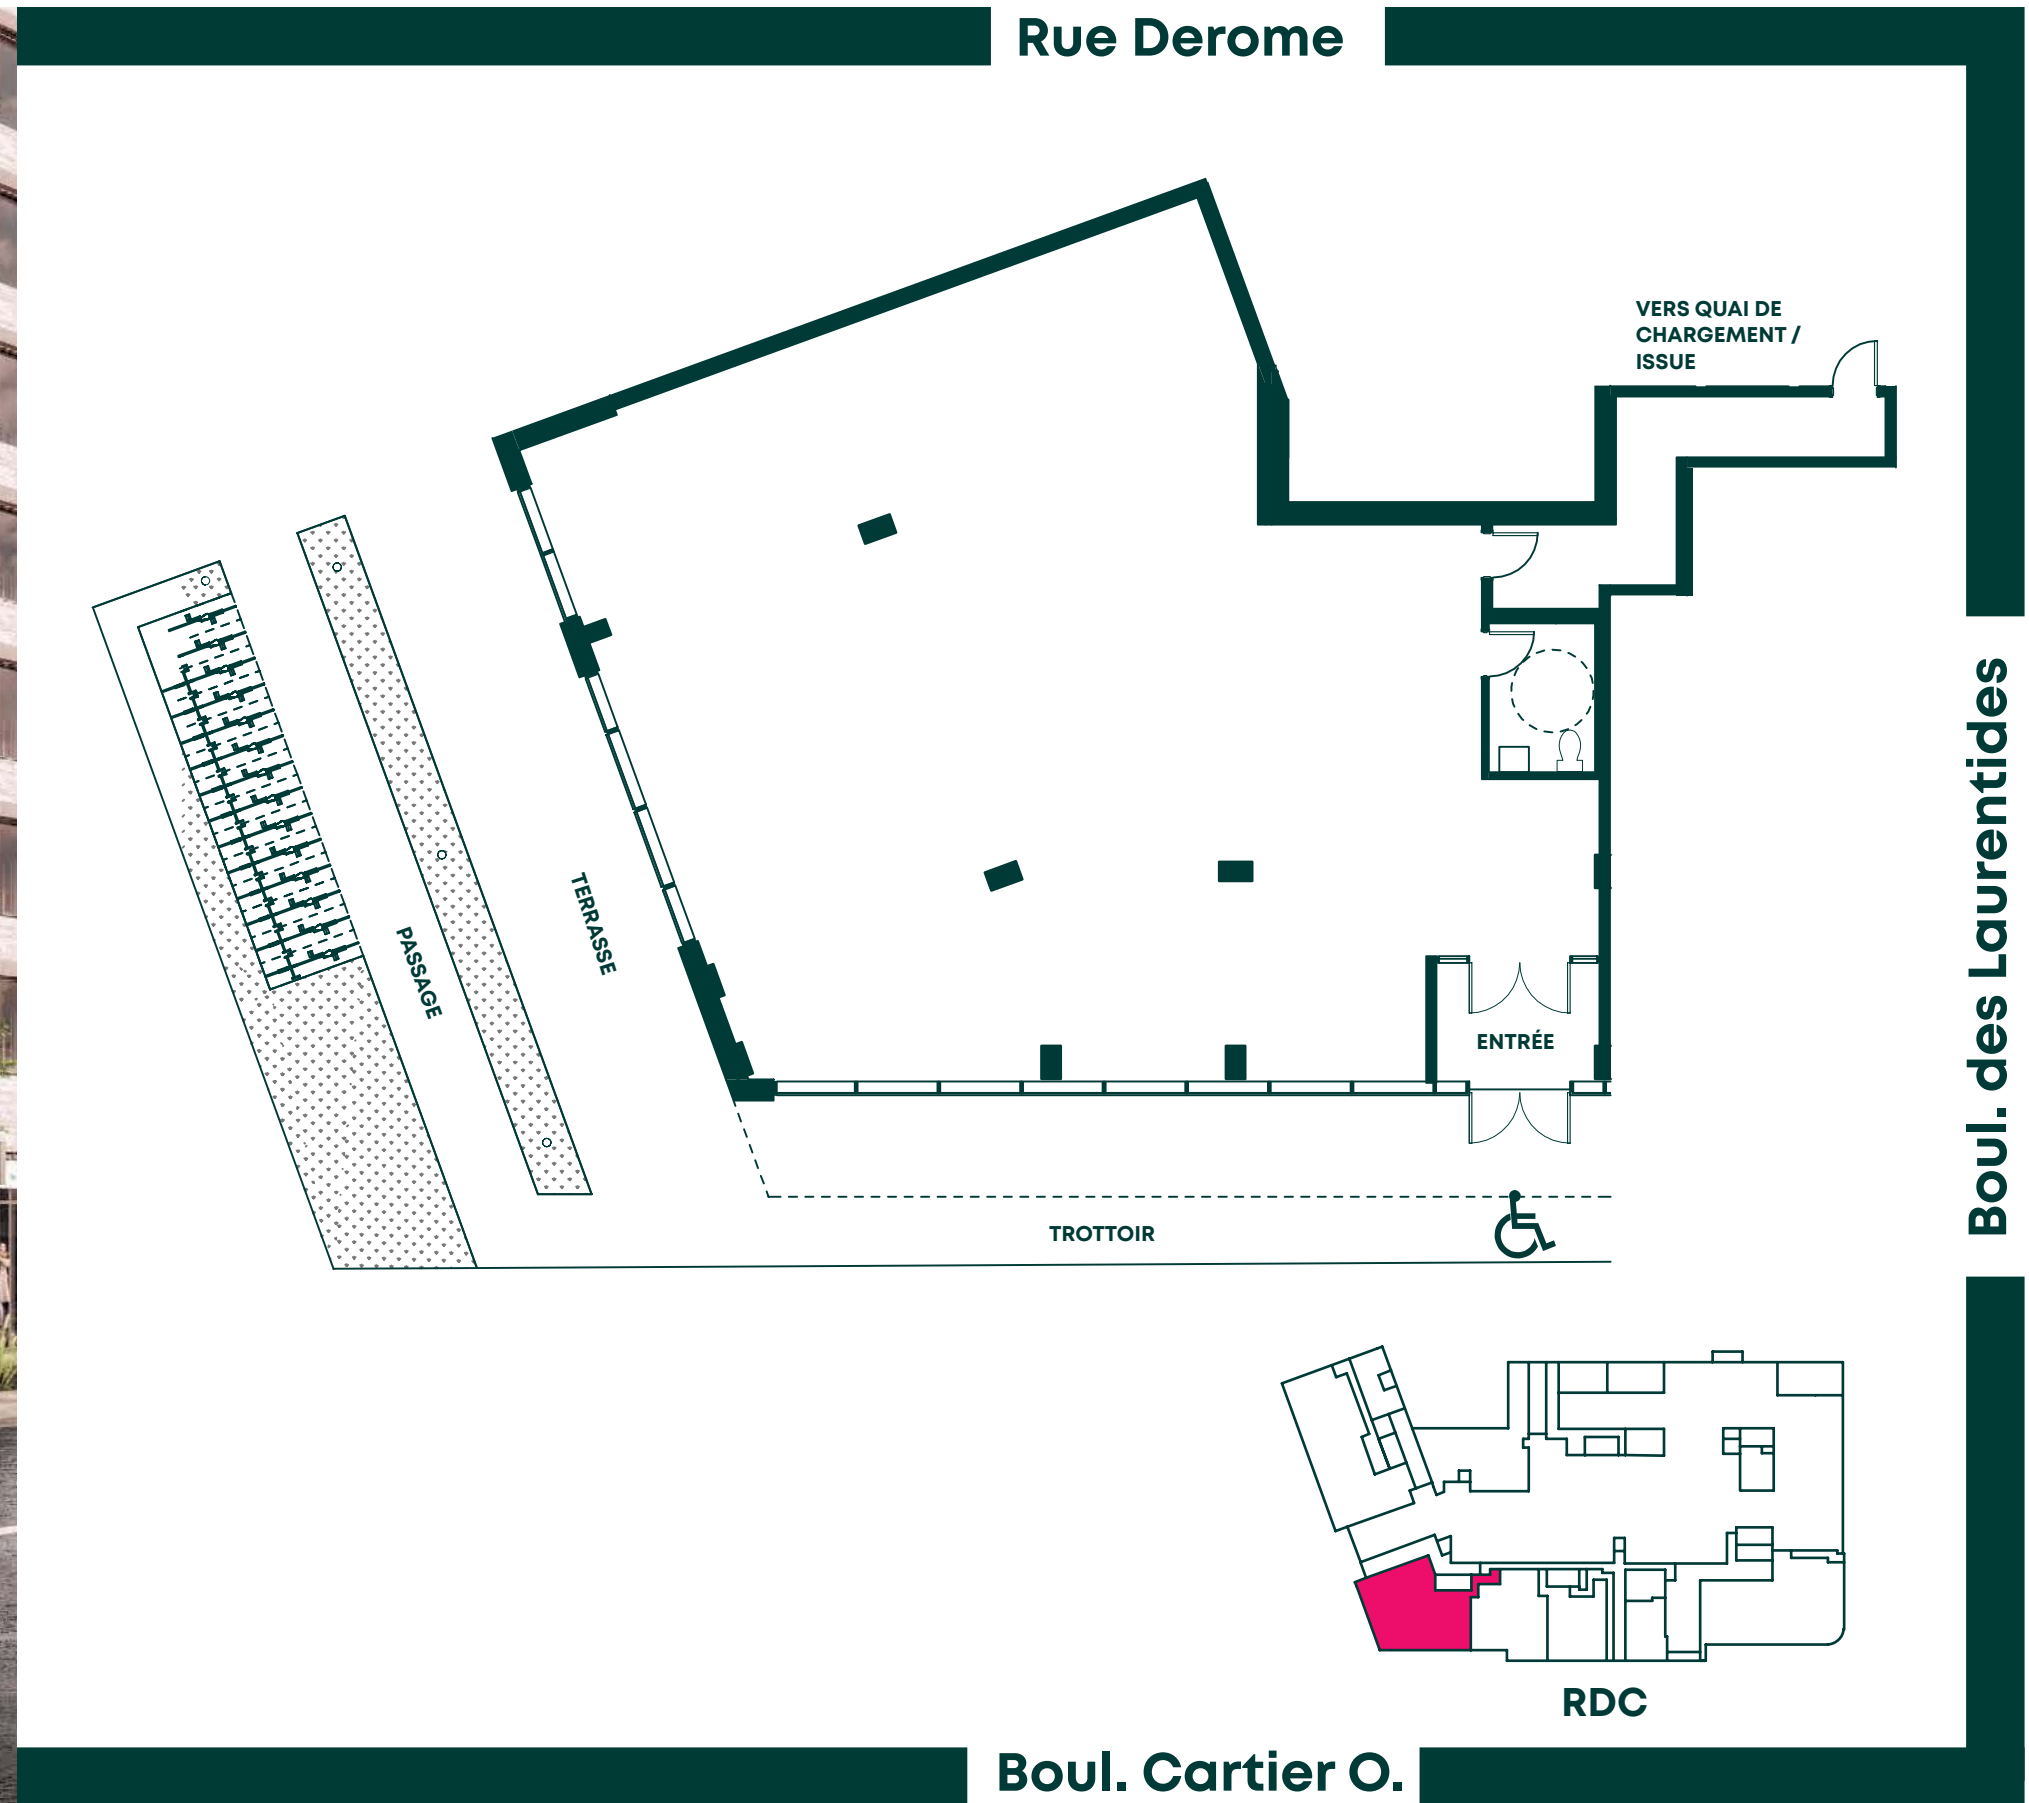 Rue Derome
VERS QUAI DE
CHARGEMENT /
ISSUE
Boul. des Laurentides
TERRASSE
PASSAGE
ENTRÉE
TROTTOIR
RDC
Boul. Cartier O.